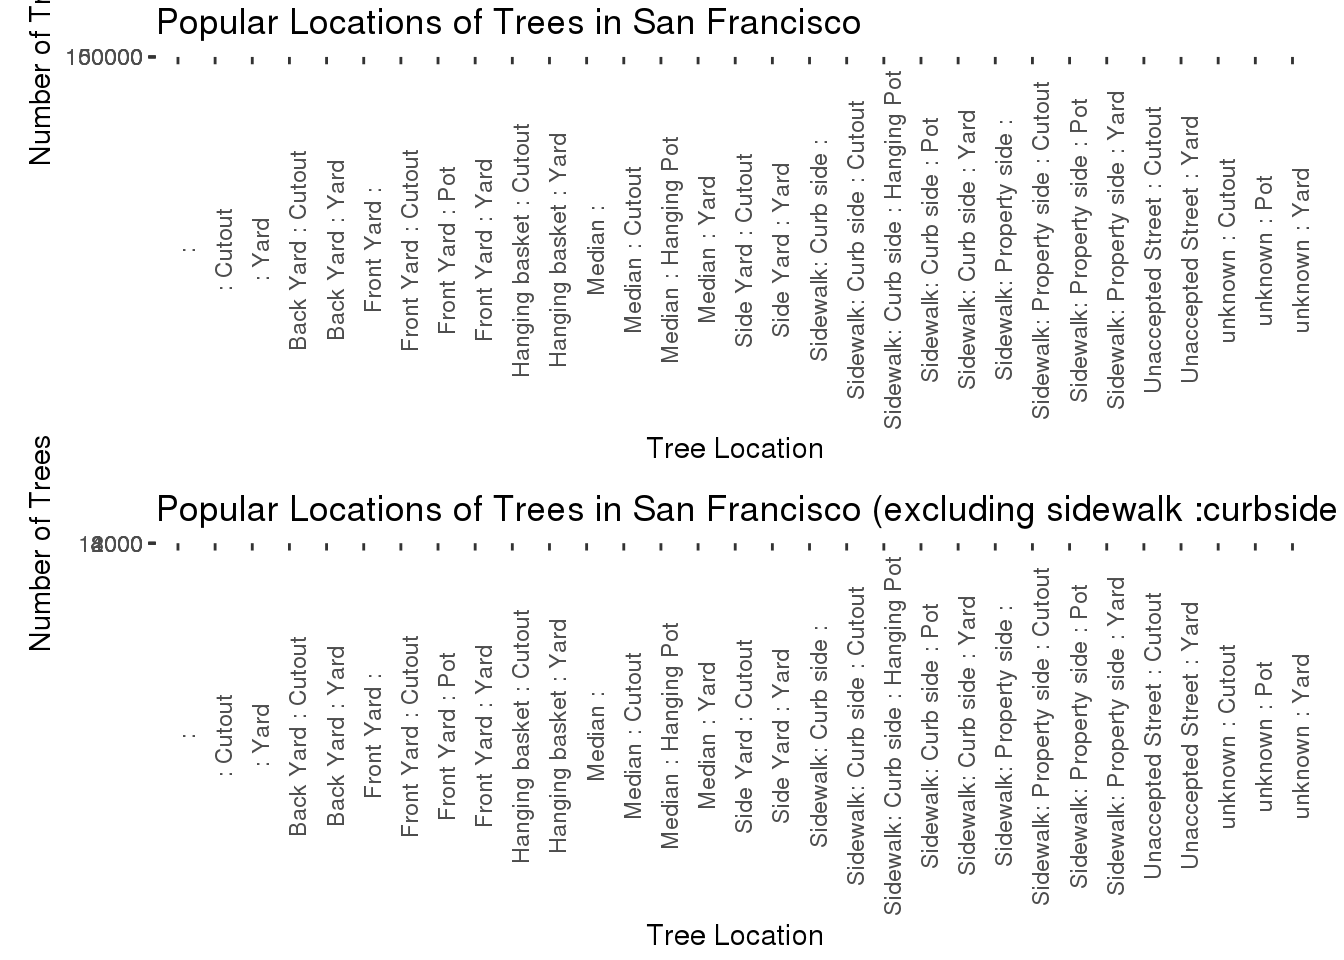 Popular Locations of Trees in San Francisco
Number of Tr
:
: Cutout
: Yard
Back Yard : Cutout
Back Yard : Yard
Front Yard :
Front Yard : Cutout
Front Yard : Pot
Front Yard : Yard
Hanging basket : Cutout
Hanging basket : Yard
Median :
Median : Cutout
Median : Hanging Pot
Median : Yard
Side Yard : Cutout
Side Yard : Yard
Sidewalk: Curb side :
Sidewalk: Curb side : Cutout
Sidewalk: Curb side : Hanging Pot
Sidewalk: Curb side : Pot
Sidewalk: Curb side : Yard
Sidewalk: Property side :
Sidewalk: Property side : Cutout
Sidewalk: Property side : Pot
Sidewalk: Property side : Yard
Unaccepted Street : Cutout
Unaccepted Street : Yard
unknown : Cutout
unknown : Pot
unknown : Yard
Tree Location
Popular Locations of Trees in San Francisco (excluding sidewalk :curbside
Number of Trees
:
: Cutout
: Yard
Back Yard : Cutout
Back Yard : Yard
Front Yard :
Front Yard : Cutout
Front Yard : Pot
Front Yard : Yard
Hanging basket : Cutout
Hanging basket : Yard
Median :
Median : Cutout
Median : Hanging Pot
Median : Yard
Side Yard : Cutout
Side Yard : Yard
Sidewalk: Curb side :
Sidewalk: Curb side : Cutout
Sidewalk: Curb side : Hanging Pot
Sidewalk: Curb side : Pot
Sidewalk: Curb side : Yard
Sidewalk: Property side :
Sidewalk: Property side : Cutout
Sidewalk: Property side : Pot
Sidewalk: Property side : Yard
Unaccepted Street : Cutout
Unaccepted Street : Yard
unknown : Cutout
unknown : Pot
unknown : Yard
Tree Location